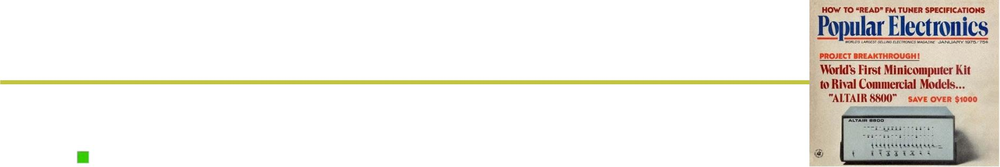 HOW TO “READ” FM TUNER SPECIFICATIONS
Popular Electronics
WORLD'S LARGEST-SELLING ELECTRONICS MAGAZINE JANUARY 1975/75¢
PROJECT BREAKTHROUGH!
World's First Minicomputer Kit
to Rival Commercial Models...
"ALTAIR 8800" SAVE OVER $1000
ALTAIR 8800